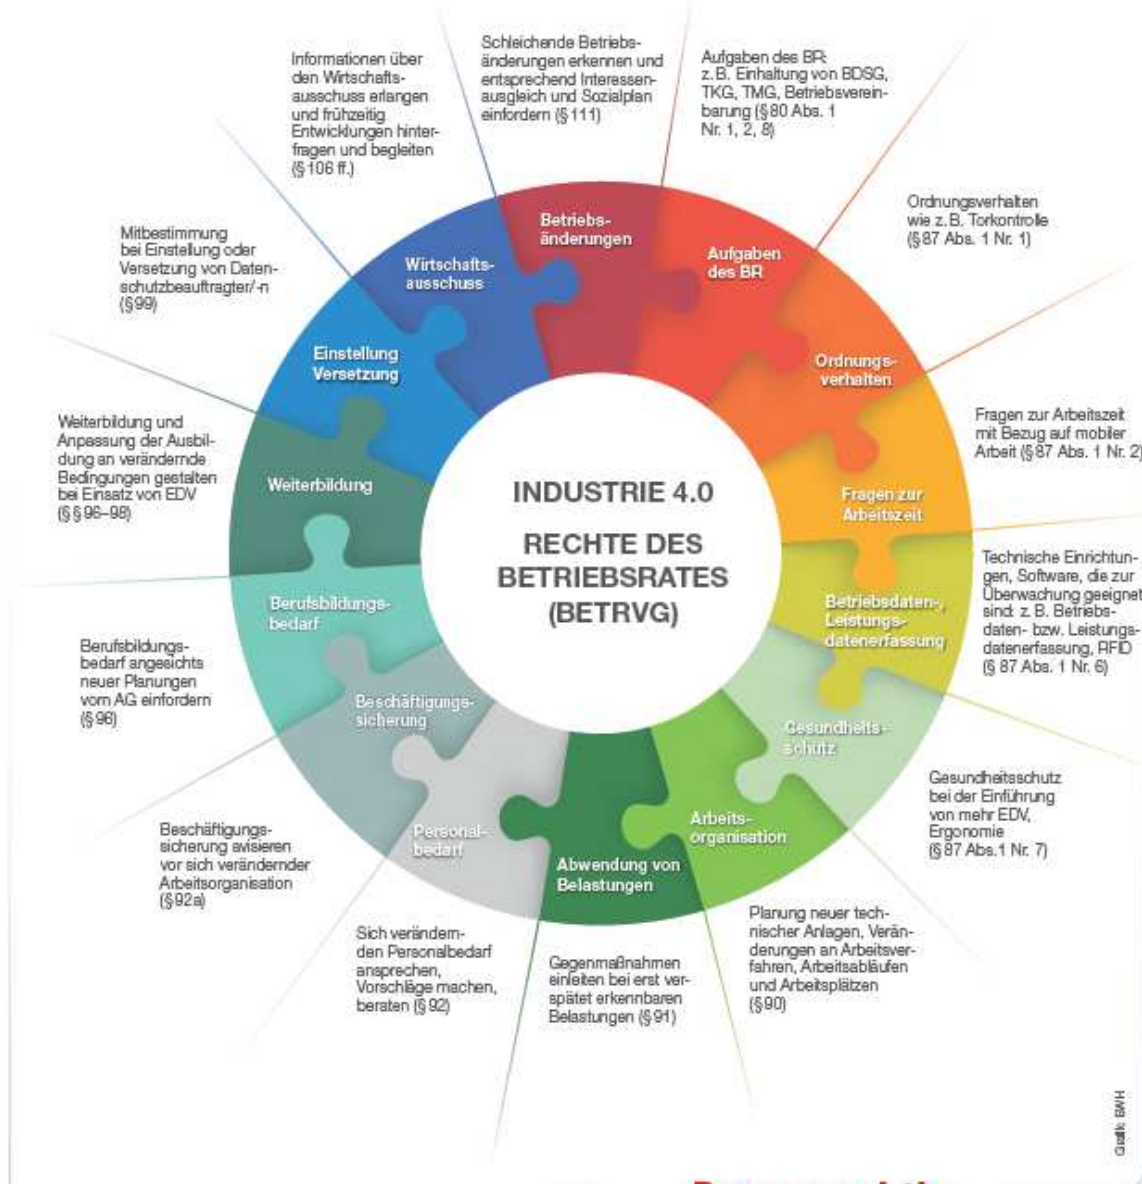 INDUSTRIE 4.0
RECHTE DES
BETRIEBSRATES
(BETRVG)
Betriebs-
änderungen
Schleichende Betriebs-
änderungen erkennen und
entsprechend Interessen-
ausgleich und Sozialplan
einfordern (§ 111)
Aufgaben
des BR
Aufgaben des BR:
z. B. Einhaltung von BDSG,
TKG, TMG, Betriebsverein-
barung (§ 80 Abs. 1
Nr. 1, 2, 8)
Ordnungs-
verhalten
Ordnungsverhalten
wie z. B. Torkontrolle
(§ 87 Abs. 1 Nr. 1)
Fragen zur
Arbeitszeit
Fragen zur Arbeitszeit
mit Bezug auf mobiler
Arbeit (§ 87 Abs. 1 Nr. 2)
Betriebsdaten-,
Leistungs-
datenerfassung
Technische Einrichtun-
gen, Software, die zur
Überwachung geeignet
sind: z. B. Betriebs-
daten- bzw. Leistungs-
datenerfassung, RFID
(§ 87 Abs. 1 Nr. 6)
Gesundheits-
schutz
Gesundheitsschutz
bei der Einführung
von mehr EDV,
Ergonomie
(§ 87 Abs.1 Nr. 7)
Arbeits-
organisation
Planung neuer tech-
nischer Anlagen, Verän-
derungen an Arbeitsver-
fahren, Arbeitsabläufen
und Arbeitsplätzen
(§ 90)
Abwendung von
Belastungen
Gegenmaßnahmen
einleiten bei erst ver-
spätet erkennbaren
Belastungen (§ 91)
Personal-
bedarf
Sich verändern-
den Personalbedarf
ansprechen,
Vorschläge machen,
beraten (§ 92)
Beschäftigungs-
sicherung
Beschäftigungs-
sicherung avisieren
vor sich verändernder
Arbeitsorganisation
(§ 92a)
Berufsbildungs-
bedarf
Berufsbildungs-
bedarf angesichts
neuer Planungen
vom AG einfordern
(§ 96)
Weiterbildung
Weiterbildung und
Anpassung der Ausbil-
dung an verändernde
Bedingungen gestalten
bei Einsatz von EDV
(§ § 96–98)
Einstellung
Versetzung
Mitbestimmung
bei Einstellung oder
Versetzung von Daten-
schutzbeauftragter/-n
(§ 99)
Wirtschafts-
ausschuss
Informationen über
den Wirtschafts-
ausschuss erlangen
und frühzeitig
Entwicklungen hinter-
fragen und begleiten
(§ 106 ff.)
Grafik: BWH